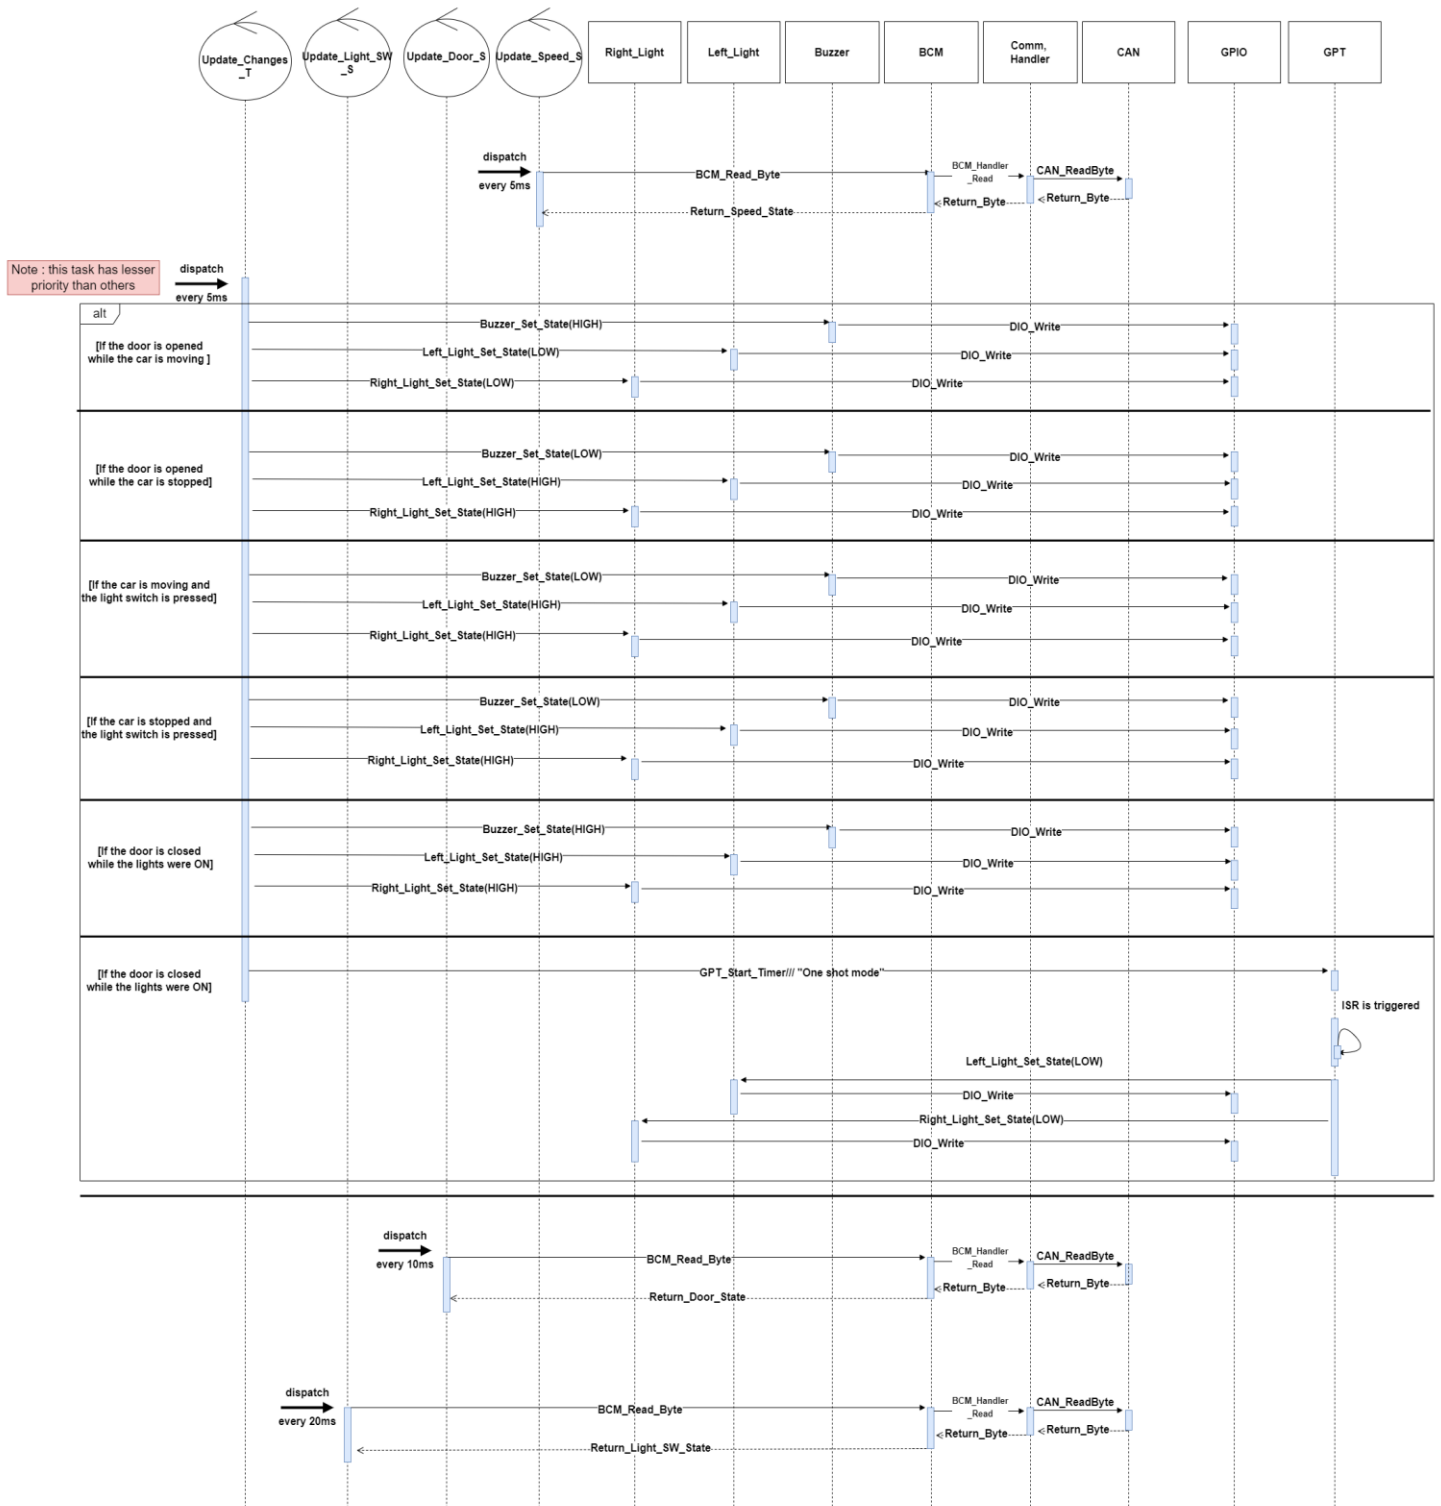 Update_Changes
_T
Update_Light_SW
_S
Update_Door_S
Update_Speed_S
Right_Light
Left_Light
Buzzer
BCM
Comm,
Handler
CAN
GPIO
GPT
dispatch
every 5ms
BCM_Read_Byte
BCM_Handler
_Read
CAN_ReadByte
Return_Speed_State
Return_Byte
Return_Byte
Note : this task has lesser
priority than others
dispatch
every 5ms
alt
[If the door is opened
while the car is moving ]
Buzzer_Set_State(HIGH)
DIO_Write
Left_Light_Set_State(LOW)
DIO_Write
Right_Light_Set_State(LOW)
DIO_Write
[If the door is opened
while the car is stopped]
Buzzer_Set_State(LOW)
DIO_Write
Left_Light_Set_State(HIGH)
DIO_Write
Right_Light_Set_State(HIGH)
DIO_Write
[If the car is moving and
the light switch is pressed]
Buzzer_Set_State(LOW)
DIO_Write
Left_Light_Set_State(HIGH)
DIO_Write
Right_Light_Set_State(HIGH)
DIO_Write
[If the car is stopped and
the light switch is pressed]
Buzzer_Set_State(LOW)
DIO_Write
Left_Light_Set_State(HIGH)
DIO_Write
Right_Light_Set_State(HIGH)
DIO_Write
[If the door is closed
while the lights were ON]
Buzzer_Set_State(HIGH)
DIO_Write
Left_Light_Set_State(HIGH)
DIO_Write
Right_Light_Set_State(HIGH)
DIO_Write
[If the door is closed
while the lights were ON]
GPT_Start_Timer/// "One shot mode"
ISR is triggered
Left_Light_Set_State(LOW)
DIO_Write
Right_Light_Set_State(LOW)
DIO_Write
dispatch
every 10ms
BCM_Read_Byte
BCM_Handler
_Read
CAN_ReadByte
Return_Door_State
Return_Byte
Return_Byte
dispatch
every 20ms
BCM_Read_Byte
BCM_Handler
_Read
CAN_ReadByte
Return_Light_SW_State
Return_Byte
Return_Byte